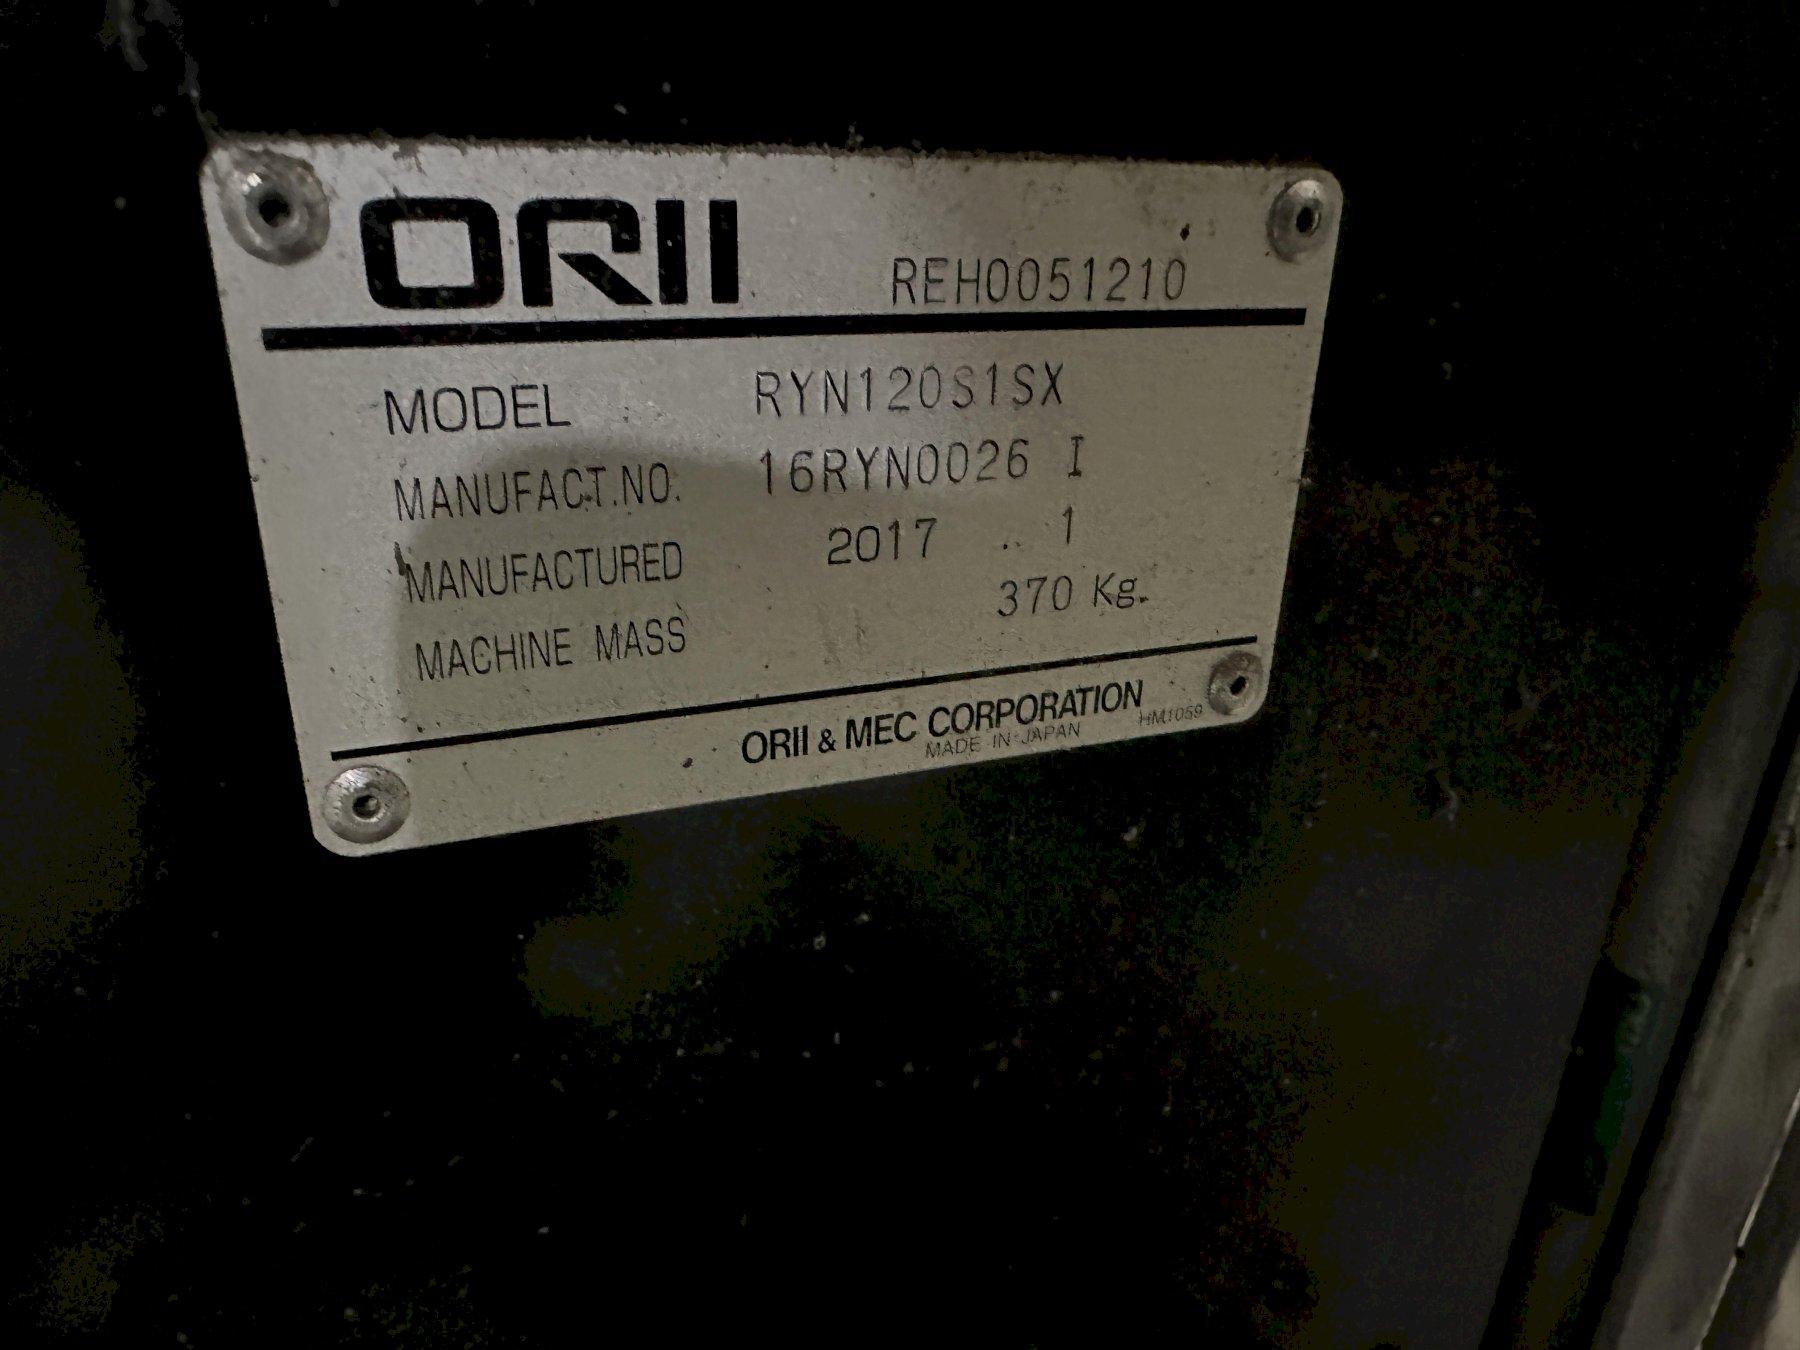 ORII REH0051210
MODEL RYN120S1SX
MANUFACT.NO. 16RYN0026 I
MANUFACTURED 2017 . 1
MACHINE MASS 370 Kg.
ORII & MEC CORPORATION
MADE IN JAPAN HM1059